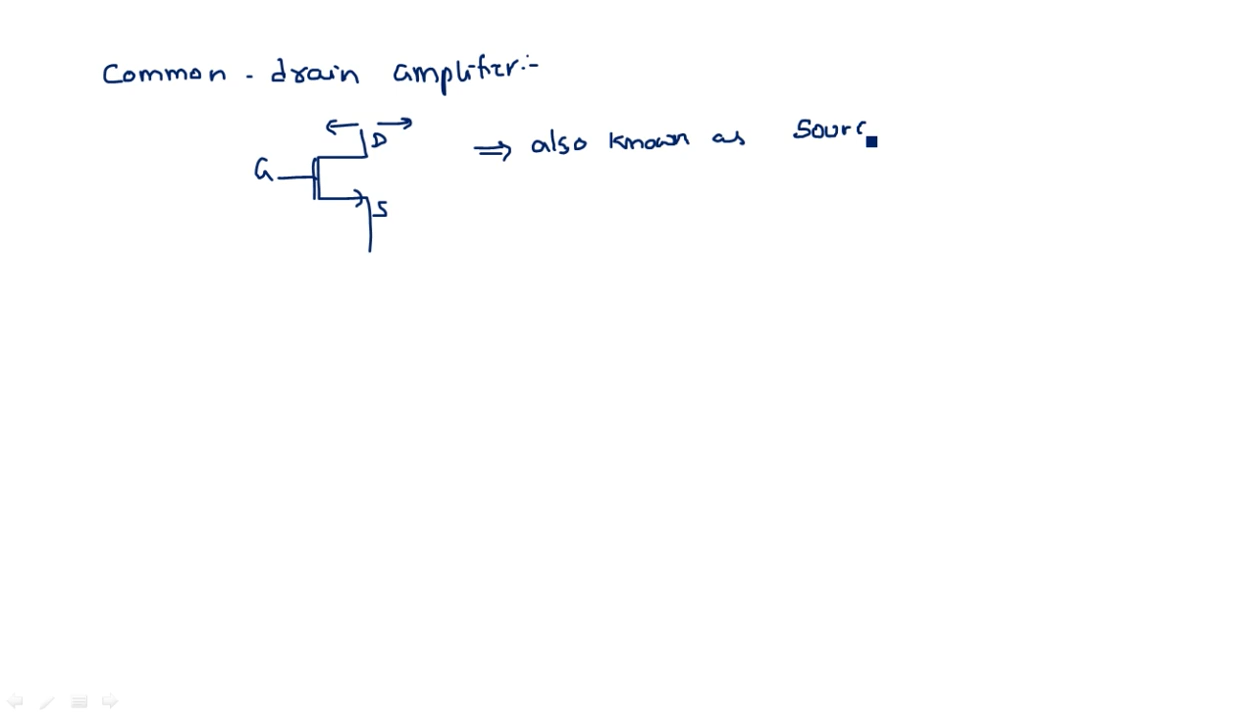 Common - drain amplifier:-
D
G
S
⇒ also known as Sourc